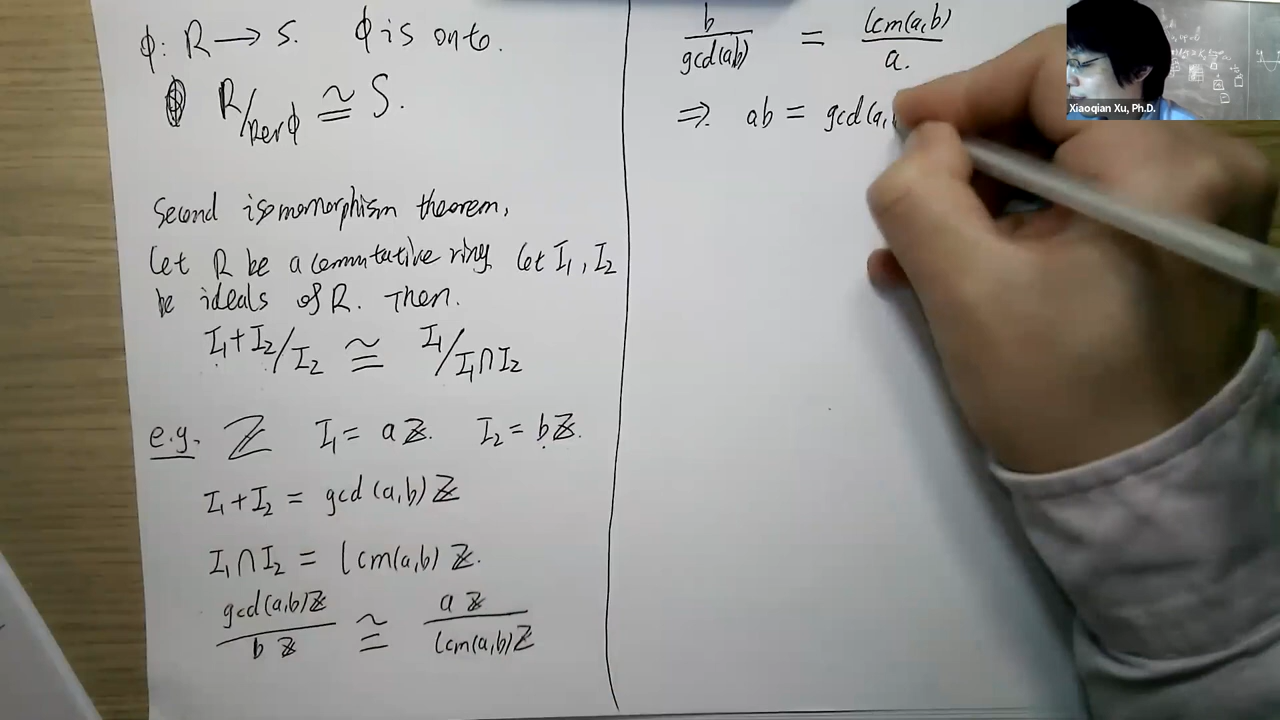 φ: R → S. φ is onto.
R/Kerφ ≅ S.
Second isomorphism theorem,
Let R be a commutative ring. Let I₁, I₂
be ideals of R. Then.
I₁+I₂/I₂ ≅ I₁/I₁∩I₂
e.g. ℤ I₁ = aℤ. I₂ = bℤ.
I₁+I₂ = gcd(a,b)ℤ
I₁∩I₂ = lcm(a,b)ℤ.
gcd(a,b)ℤ/bℤ ≅ aℤ/lcm(a,b)ℤ
b/gcd(a,b) = lcm(a,b)/a.
⇒ ab = gcd(a,
Xiaoqian Xu, Ph.D.